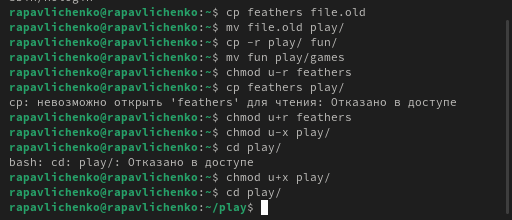 rapavlichenko@rapavlichenko:~$ cp feathers file.old
rapavlichenko@rapavlichenko:~$ mv file.old play/
rapavlichenko@rapavlichenko:~$ cp -r play/ fun/
rapavlichenko@rapavlichenko:~$ mv fun play/games
rapavlichenko@rapavlichenko:~$ chmod u-r feathers
rapavlichenko@rapavlichenko:~$ cp feathers play/
cp: невозможно открыть 'feathers' для чтения: Отказано в доступе
rapavlichenko@rapavlichenko:~$ chmod u+r feathers
rapavlichenko@rapavlichenko:~$ chmod u-x play/
rapavlichenko@rapavlichenko:~$ cd play/
bash: cd: play/: Отказано в доступе
rapavlichenko@rapavlichenko:~$ chmod u+x play/
rapavlichenko@rapavlichenko:~$ cd play/
rapavlichenko@rapavlichenko:~/play$